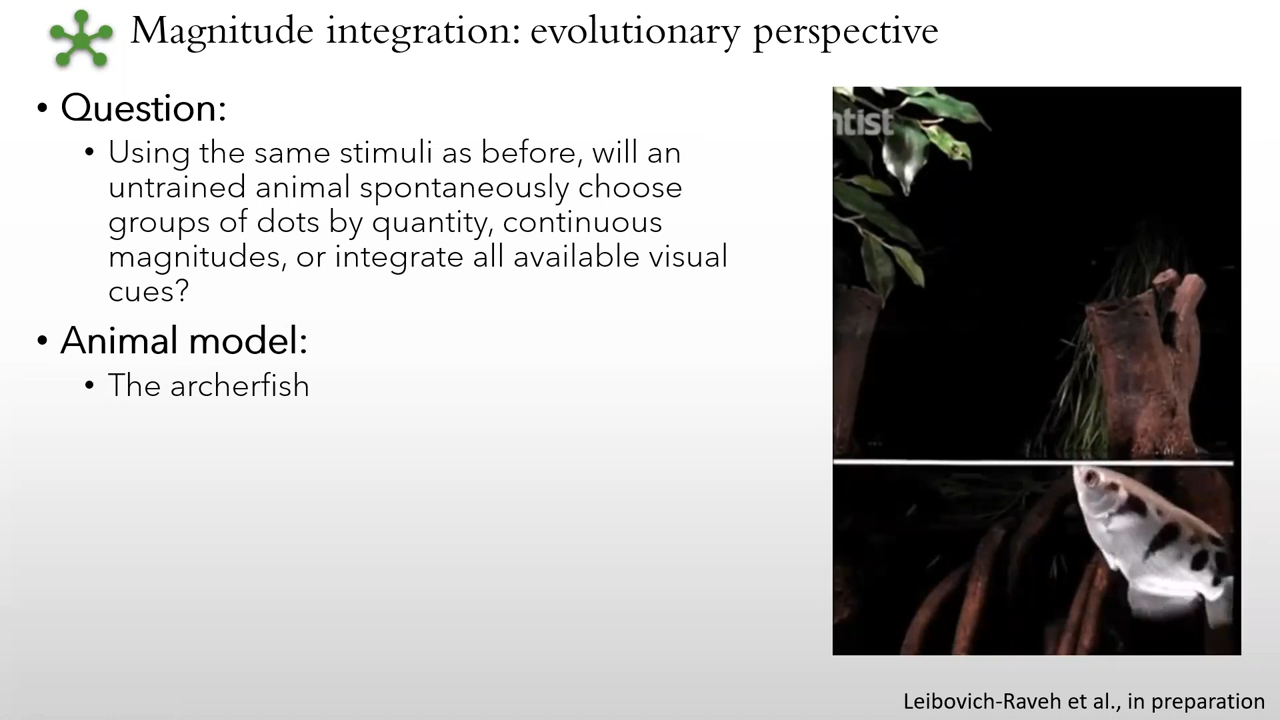 Magnitude integration: evolutionary perspective
• Question:
• Using the same stimuli as before, will an
untrained animal spontaneously choose
groups of dots by quantity, continuous
magnitudes, or integrate all available visual
cues?
• Animal model:
• The archerfish
ntist
Leibovich-Raveh et al., in preparation